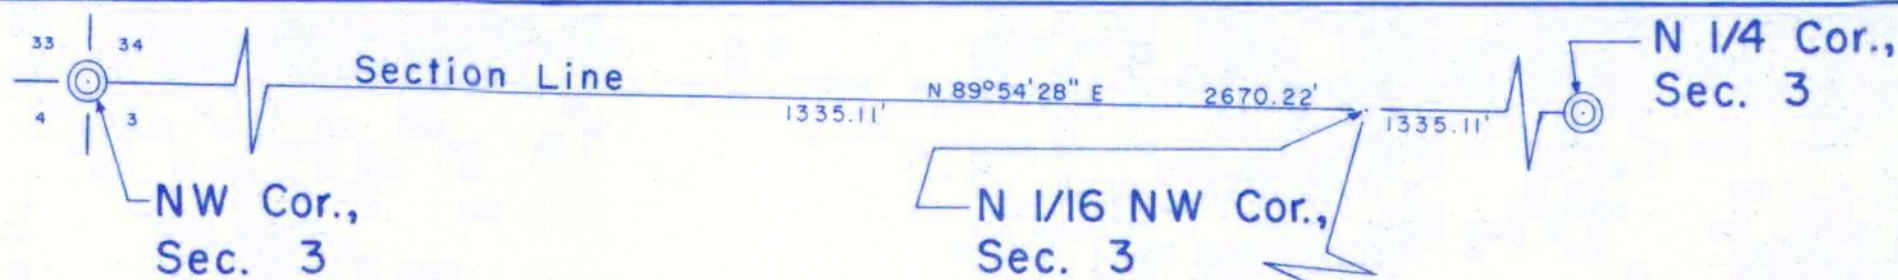 33 34
4 3
Section Line
N 89°54'28" E 2670.22'
1335.11'
1335.11'
N 1/4 Cor.,
Sec. 3
NW Cor.,
Sec. 3
N 1/16 NW Cor.,
Sec. 3